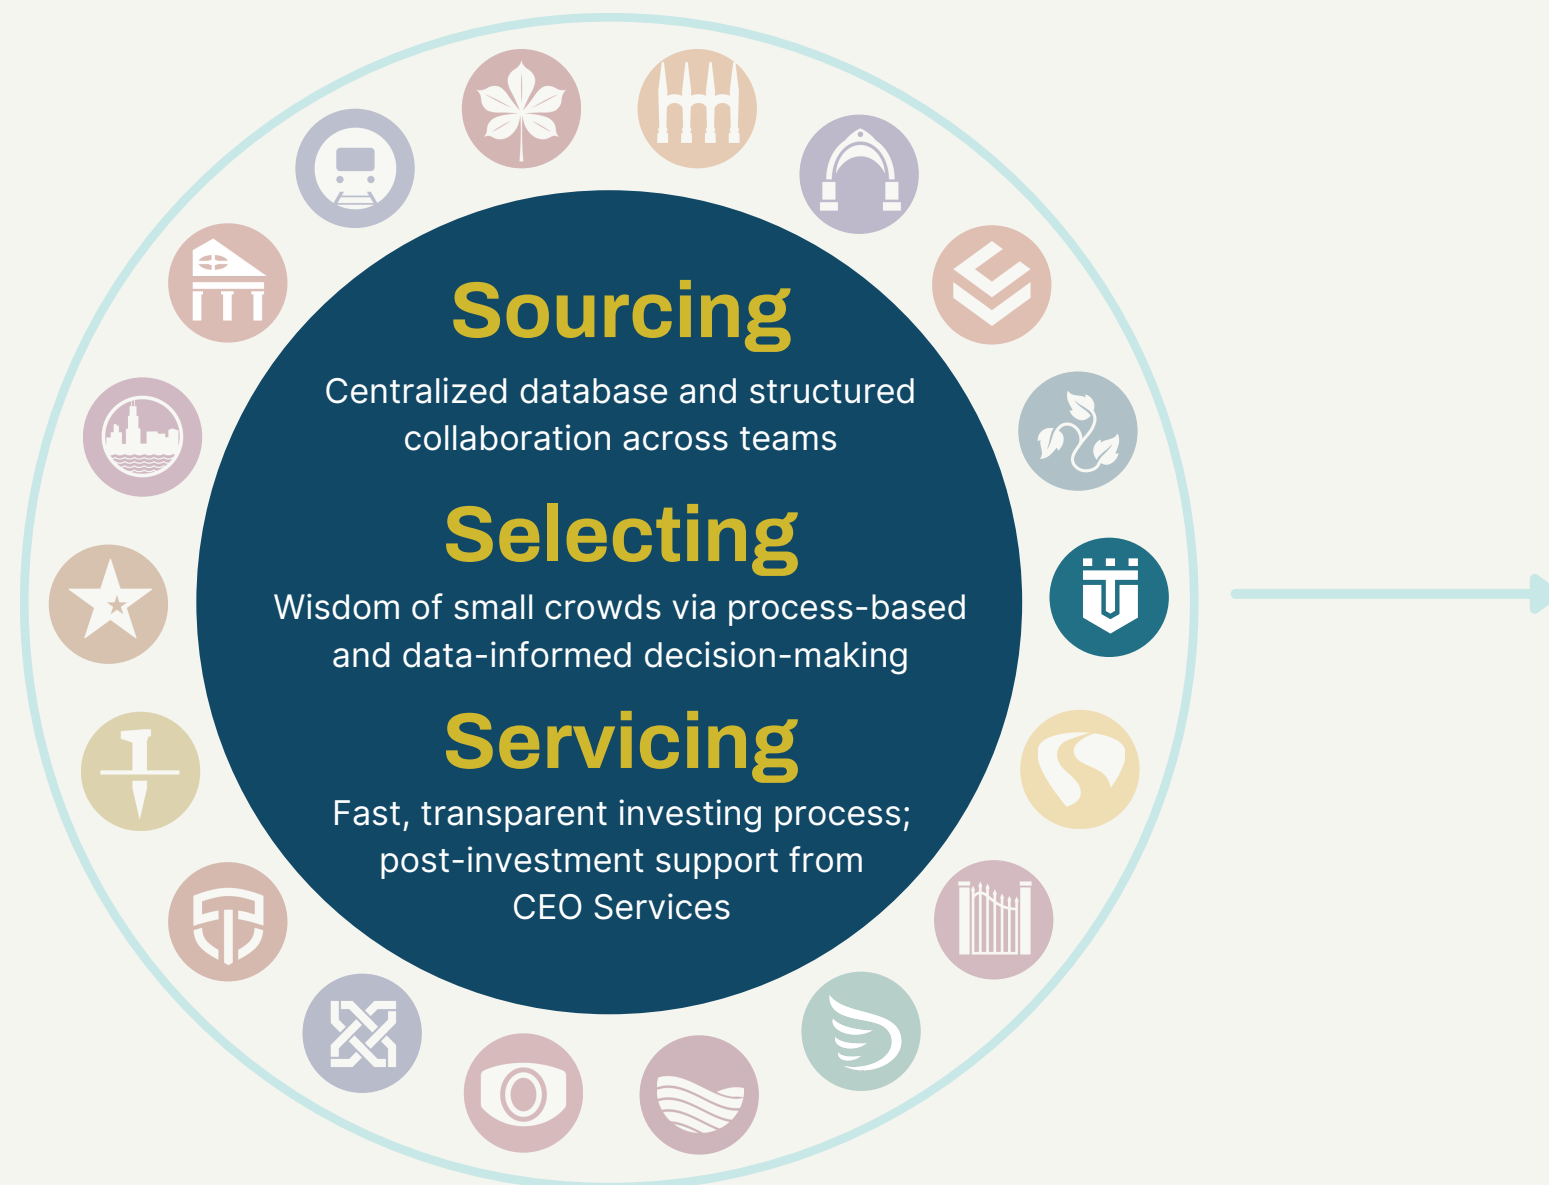 Sourcing
Centralized database and structured
collaboration across teams
Selecting
Wisdom of small crowds via process-based
and data-informed decision-making
Servicing
Fast, transparent investing process;
post-investment support from
CEO Services